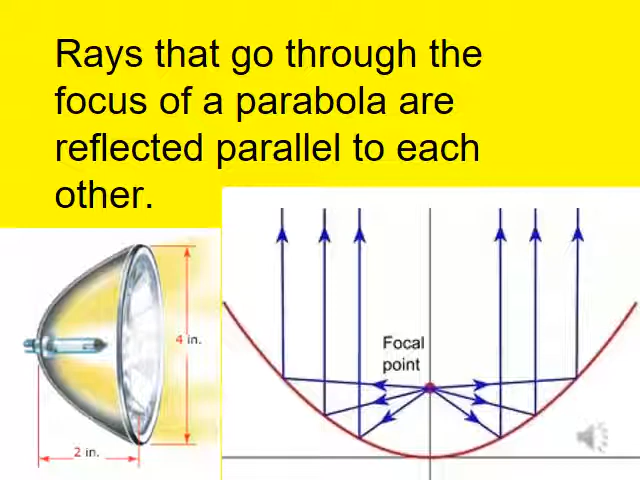 Rays that go through the
focus of a parabola are
reflected parallel to each
other.
4 in.
2 in.
Focal
point